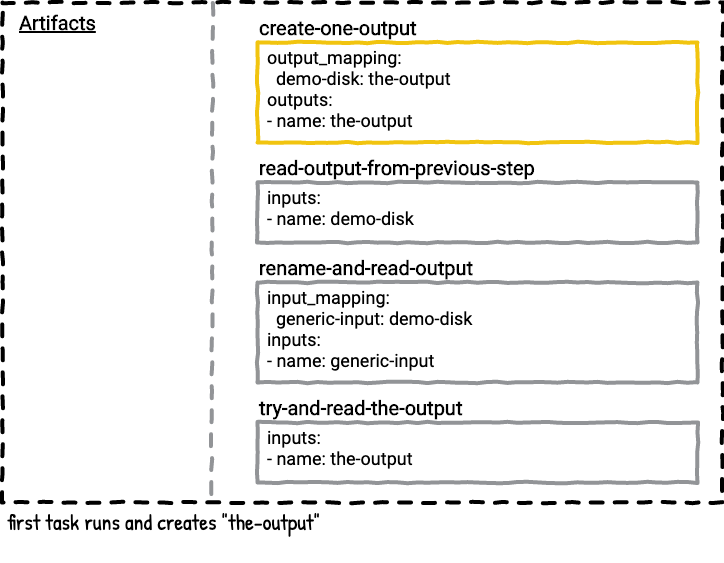 Artifacts
create-one-output
output_mapping:
demo-disk: the-output
outputs:
- name: the-output
read-output-from-previous-step
inputs:
- name: demo-disk
rename-and-read-output
input_mapping:
generic-input: demo-disk
inputs:
- name: generic-input
try-and-read-the-output
inputs:
- name: the-output
first task runs and creates "the-output"